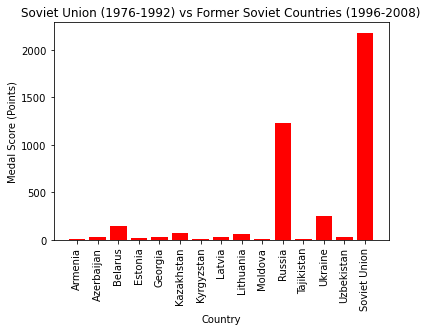 Soviet Union (1976-1992) vs Former Soviet Countries (1996-2008)
Medal Score (Points)
2000
1500
1000
500
0
Armenia
Azerbaijan
Belarus
Estonia
Georgia
Kazakhstan
Kyrgyzstan
Latvia
Lithuania
Moldova
Russia
Tajikistan
Ukraine
Uzbekistan
Soviet Union
Country